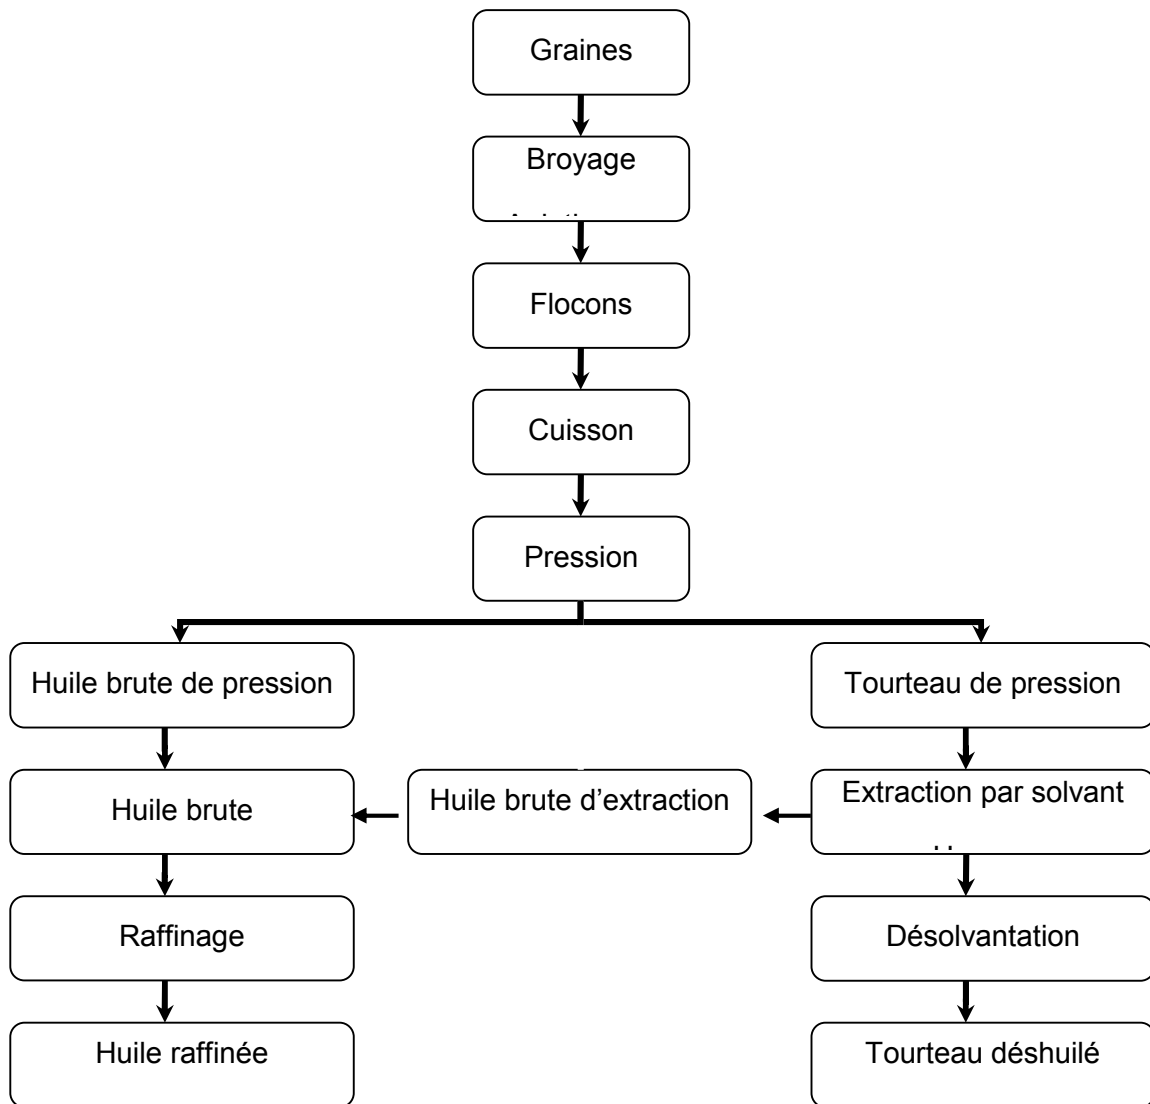 Graines
Broyage
Flocons
Cuisson
Pression
Huile brute de pression
Tourteau de pression
Huile brute
Huile brute d’extraction
Extraction par solvant
Raffinage
Désolvantation
Huile raffinée
Tourteau déshuilé